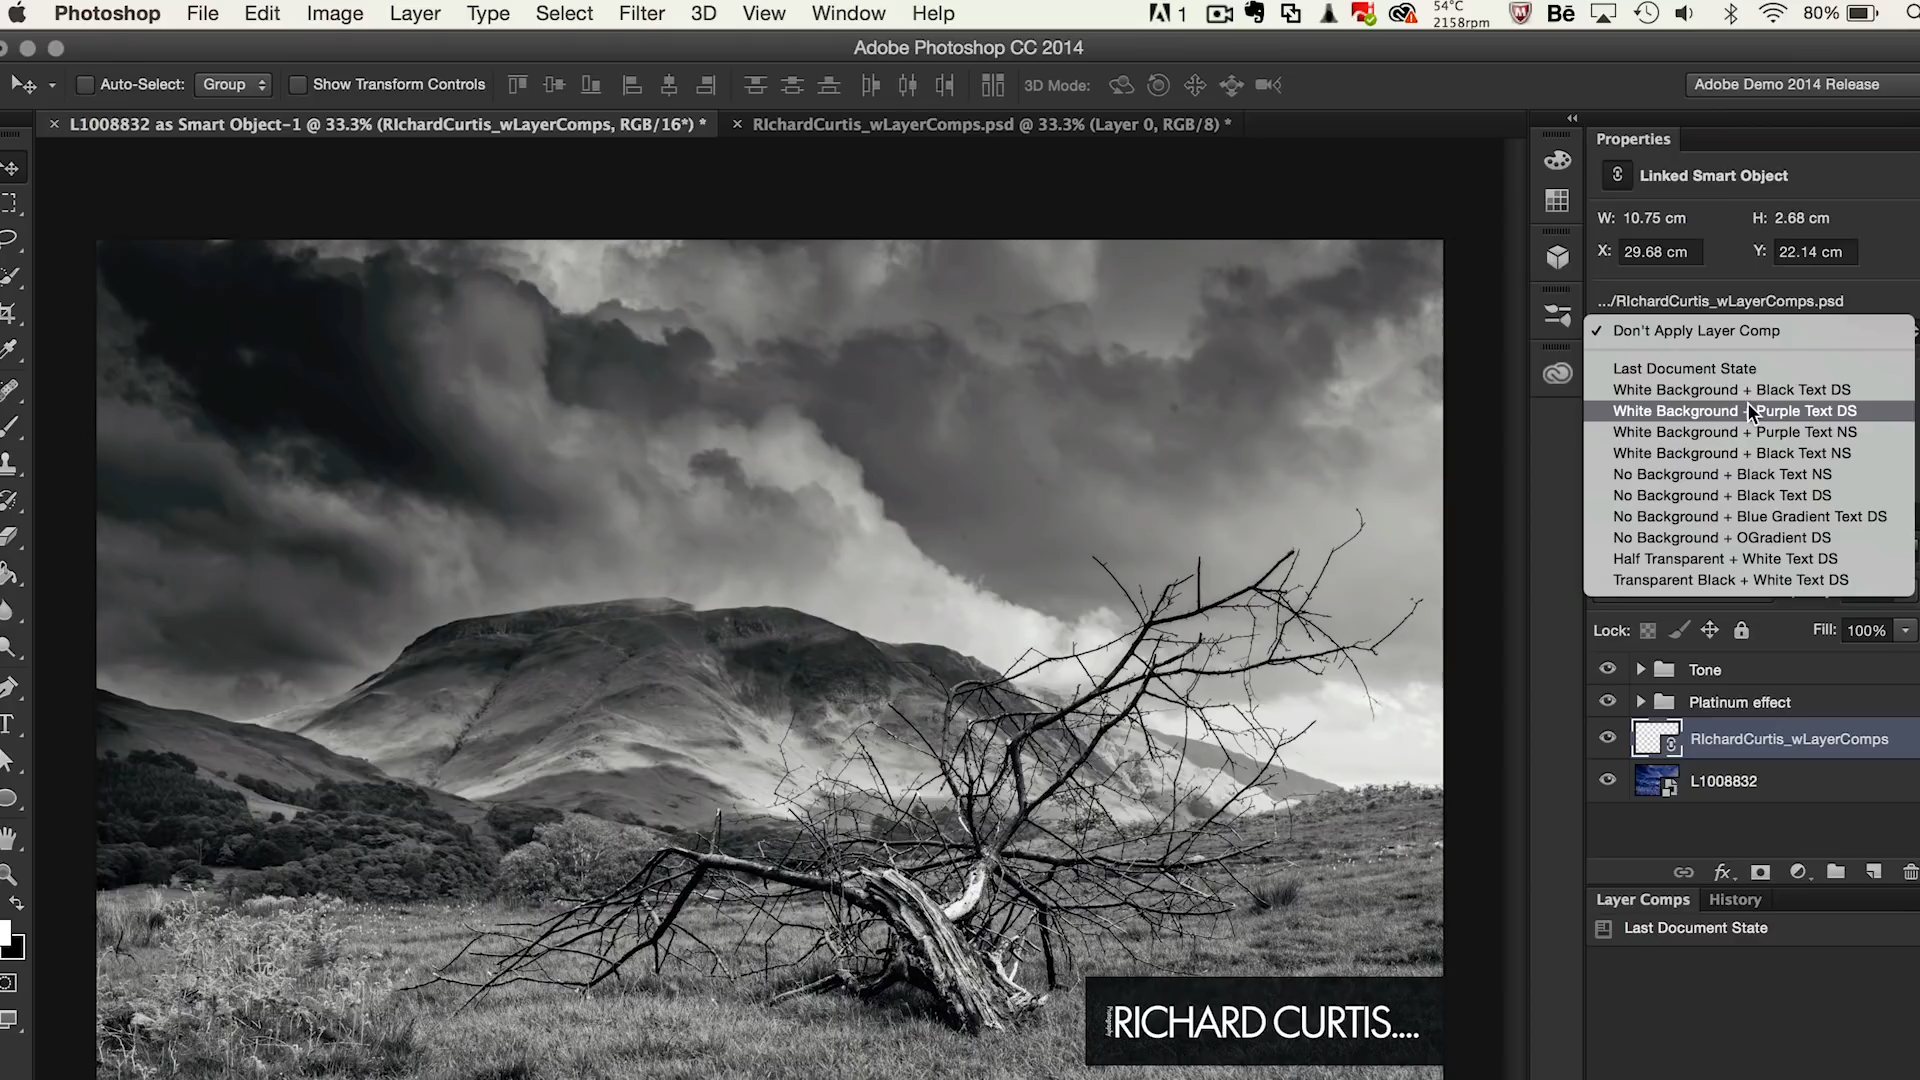 Photoshop File Edit Image Layer Type Select Filter 3D View Window Help 1 54°C 2158rpm Bē 80%
Adobe Photoshop CC 2014
Auto-Select: Group Show Transform Controls 3D Mode: Adobe Demo 2014 Release
× L1008832 as Smart Object-1 @ 33.3% (RIchardCurtis_wLayerComps, RGB/16*) * × RIchardCurtis_wLayerComps.psd @ 33.3% (Layer 0, RGB/8) *
Properties
Linked Smart Object
W: 10.75 cm H: 2.68 cm
X: 29.68 cm Y: 22.14 cm
.../RIchardCurtis_wLayerComps.psd
✓ Don't Apply Layer Comp
Last Document State
White Background + Black Text DS
White Background + Purple Text DS
White Background + Purple Text NS
White Background + Black Text NS
No Background + Black Text NS
No Background + Black Text DS
No Background + Blue Gradient Text DS
No Background + OGradient DS
Half Transparent + White Text DS
Transparent Black + White Text DS
Lock: Fill: 100%
Tone
Platinum effect
RIchardCurtis_wLayerComps
L1008832
fx
Layer Comps History
Last Document State
Photography
RICHARD CURTIS....